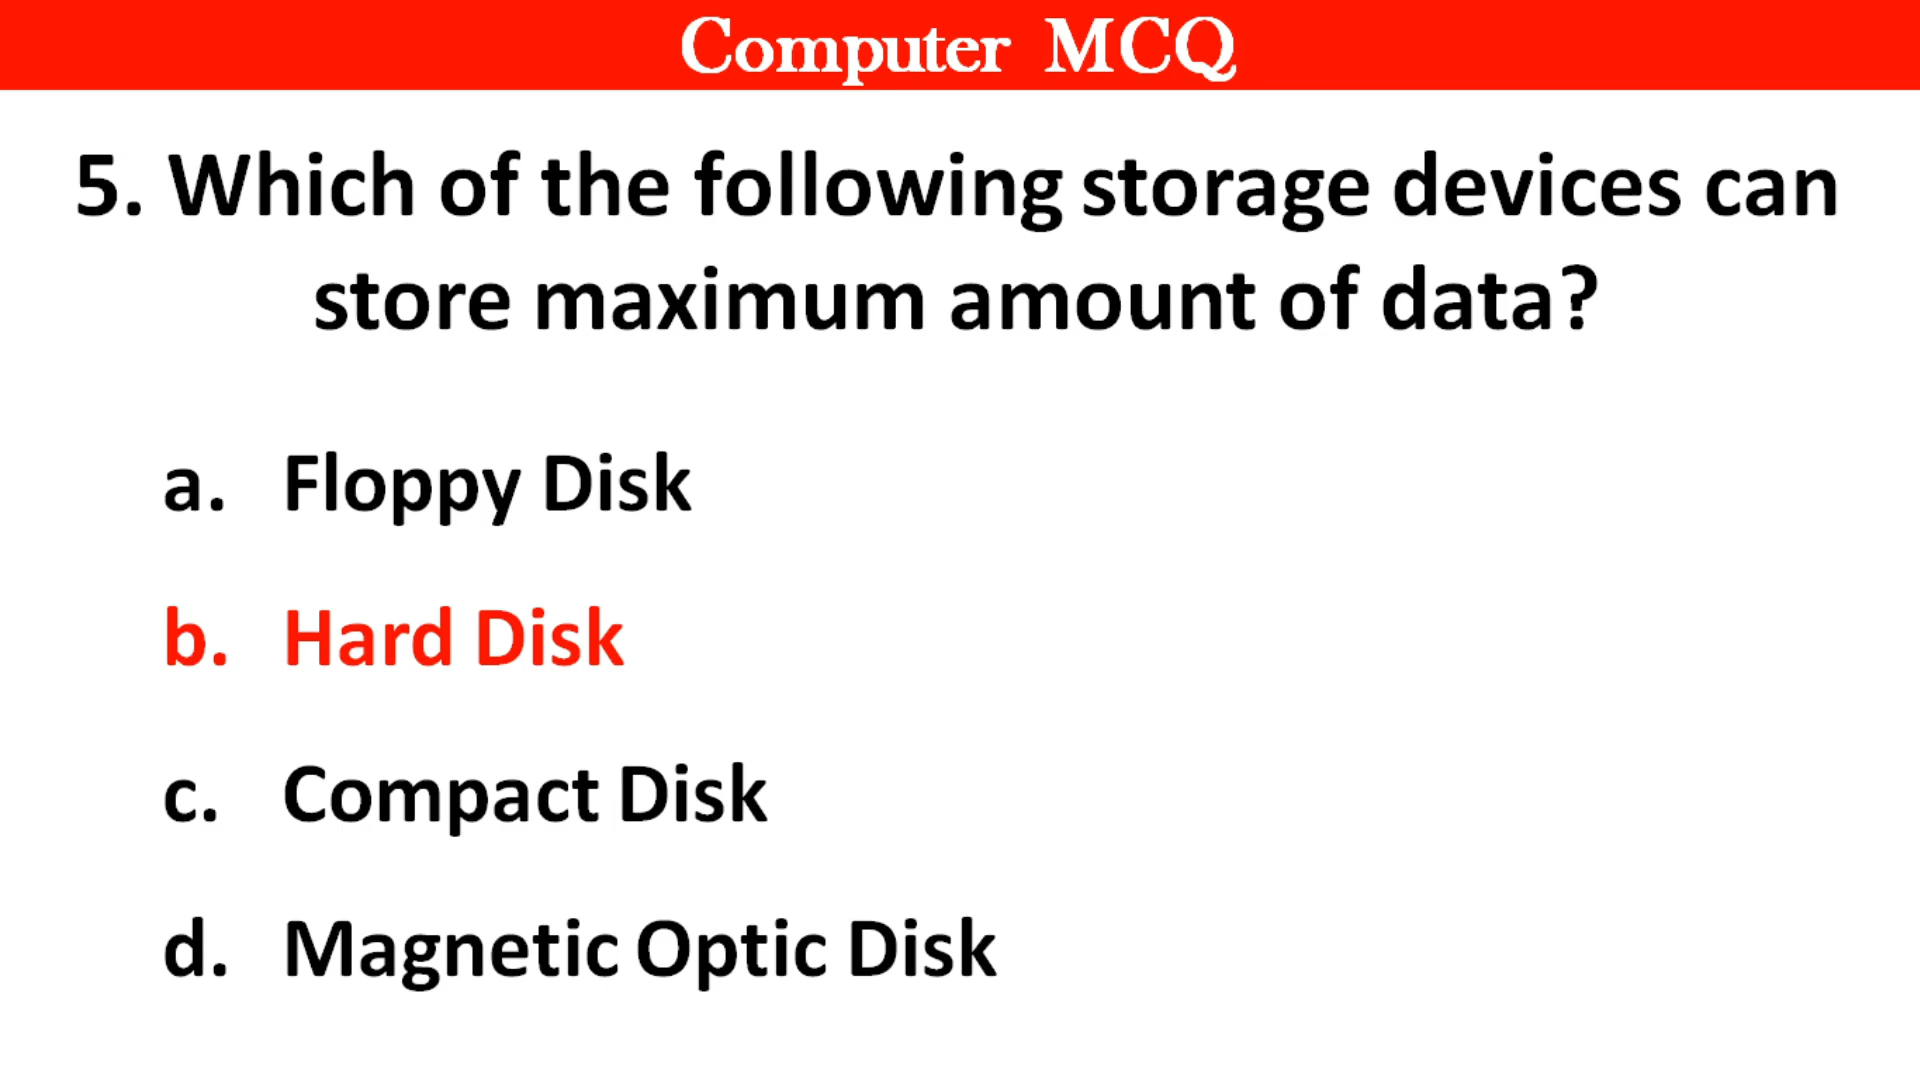 Computer MCQ
5. Which of the following storage devices can
store maximum amount of data?
a. Floppy Disk
b. Hard Disk
c. Compact Disk
d. Magnetic Optic Disk